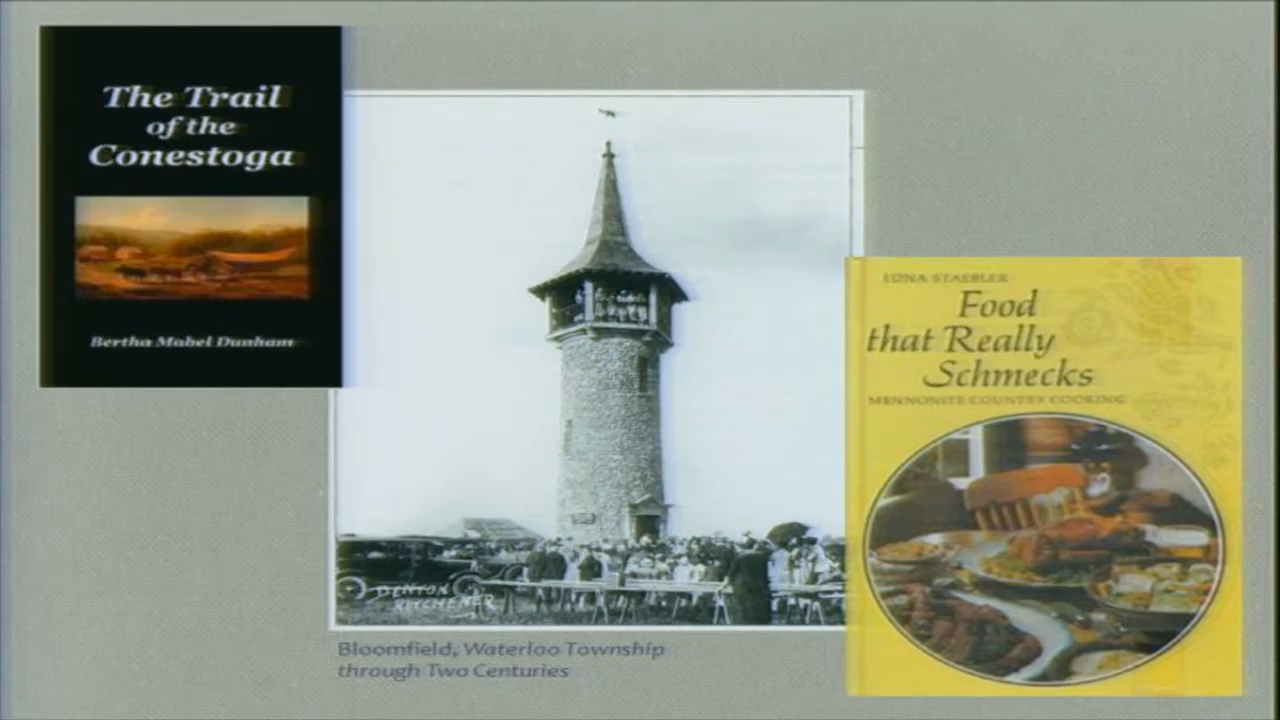 The Trail
of the
Conestoga
Bertha Mabel Dunham
DENTON
KITCHENER
EDNA STAEBLER
Food
that Really
Schmecks
MENNONITE COUNTRY COOKING
Bloomfield, Waterloo Township
through Two Centuries